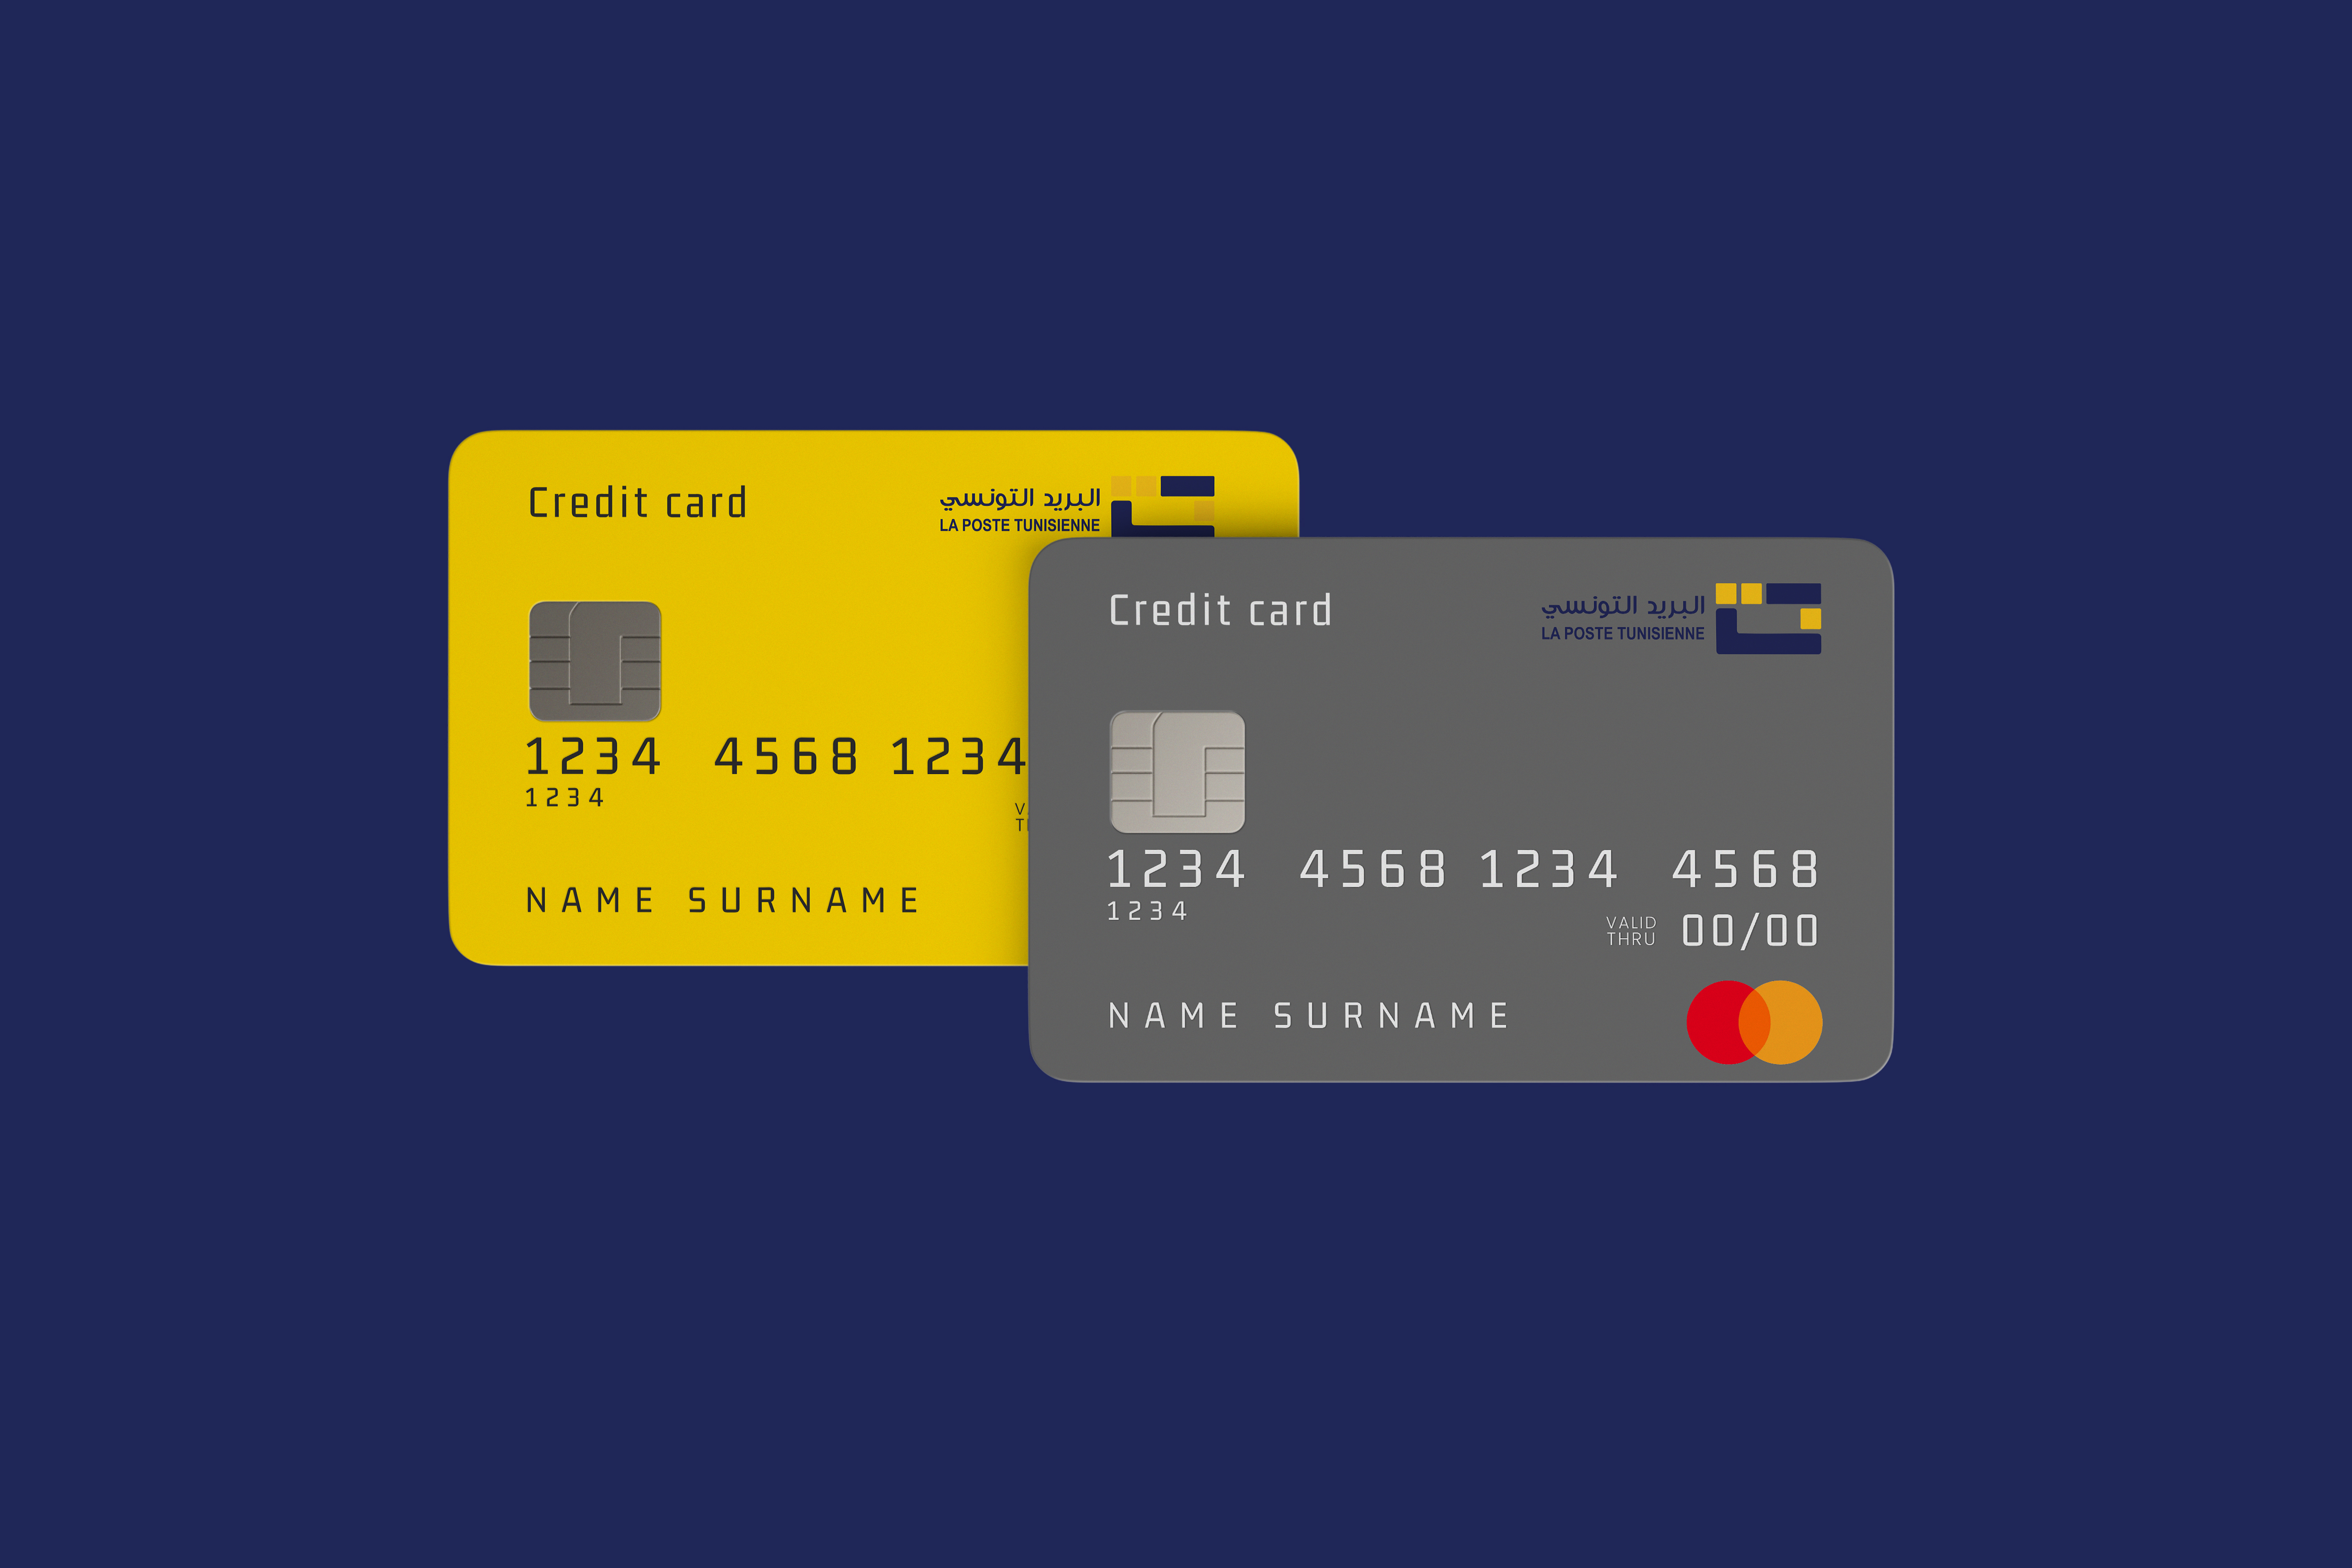 Credit card
البريد التونسي
LA POSTE TUNISIENNE
1234 4568 1234
1234
NAME SURNAME
Credit card
البريد التونسي
LA POSTE TUNISIENNE
1234 4568 1234 4568
1234
VALID
THRU 00/00
NAME SURNAME